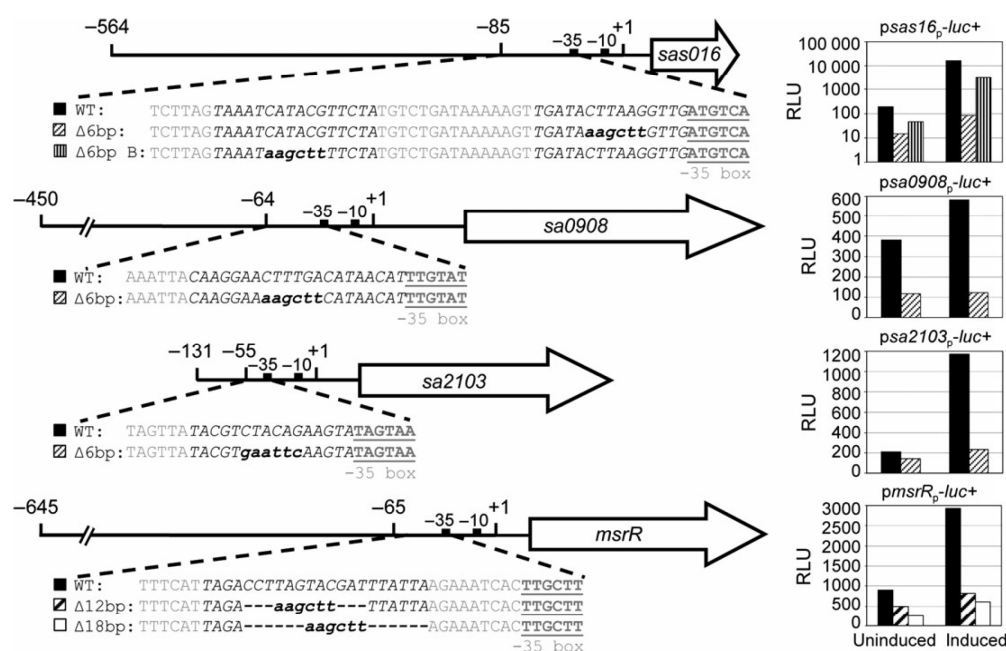 −564
−85
−35
−10
+1
sas016
WT: TCTTAGTAAATCATACGTTCTATGTCTGATAAAAAGTTGATACTTAAGGTTGATGTCA
Δ6bp: TCTTAGTAAATCATACGTTCTATGTCTGATAAAAAGTTGATAaagcttGTTGATGTCA
Δ6bp B: TCTTAGTAAATaagcttTTCTATGTCTGATAAAAAGTTGATACTTAAGGTTGATGTCA
−35 box
psas16p-luc+
RLU
100 000
10 000
1000
100
10
1
−450
−64
−35
−10
+1
sa0908
WT: AAATTACAAGGAACTTTGACATAACATTTGTAT
Δ6bp: AAATTACAAGGAAaagcttCATAACATTTGTAT
−35 box
psa0908p-luc+
RLU
600
500
400
300
200
100
0
−131
−55
−35
−10
+1
sa2103
WT: TAGTTATACGTCTACAGAAGTATAGTAA
Δ6bp: TAGTTATACGTgaattcAAGTATAGTAA
−35 box
psa2103p-luc+
RLU
1200
1000
800
600
400
200
0
−645
−65
−35
−10
+1
msrR
WT: TTTCATTAGACCTTAGTACGATTTATTAAGAAATCACTTGCTT
Δ12bp: TTTCATTAGA---aagctt---TTATTAAGAAATCACTTGCTT
Δ18bp: TTTCATTAGA------aagctt------AGAAATCACTTGCTT
−35 box
pmsrRp-luc+
RLU
3000
2500
2000
1500
1000
500
0
Uninduced Induced